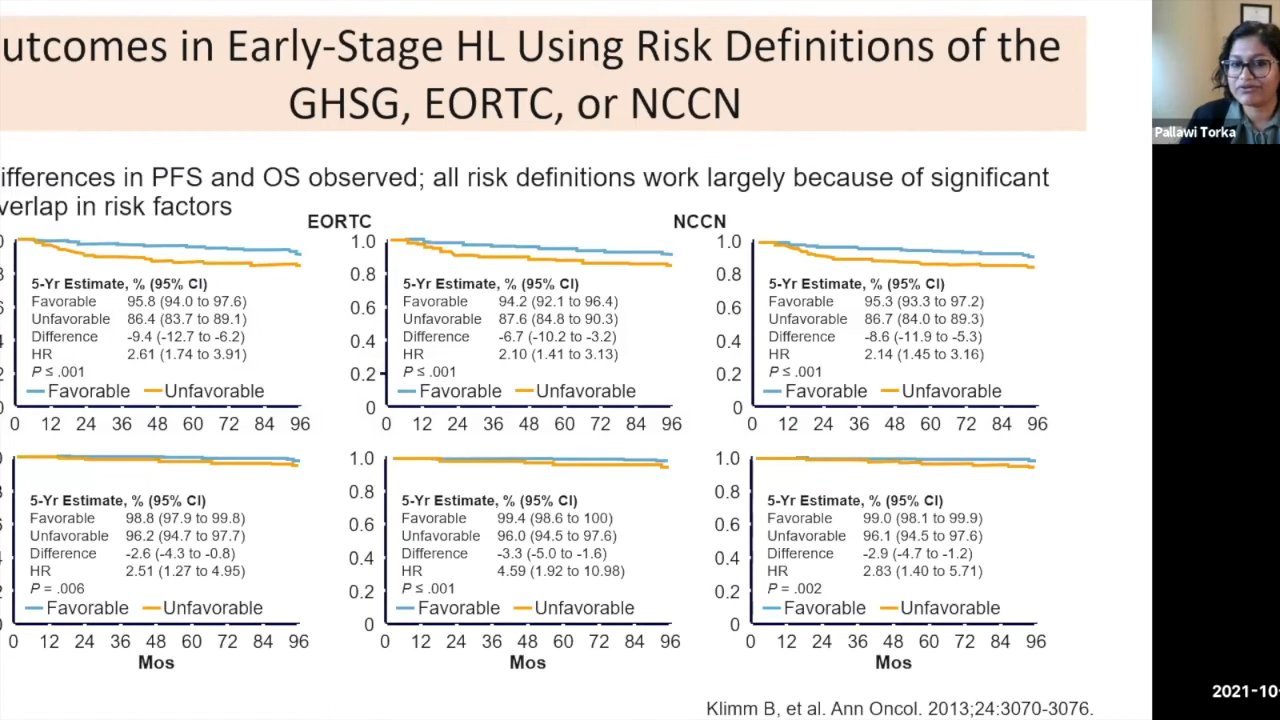 utcomes in Early-Stage HL Using Risk Definitions of the
GHSG, EORTC, or NCCN
Pallawi Torka
ifferences in PFS and OS observed; all risk definitions work largely because of significant
verlap in risk factors
EORTC
NCCN
0
8
6
4
2
0
5-Yr Estimate, % (95% CI)
Favorable 95.8 (94.0 to 97.6)
Unfavorable 86.4 (83.7 to 89.1)
Difference -9.4 (-12.7 to -6.2)
HR 2.61 (1.74 to 3.91)
P ≤ .001
Favorable Unfavorable
0 12 24 36 48 60 72 84 96
1.0
0.8
0.6
0.4
0.2
0
5-Yr Estimate, % (95% CI)
Favorable 94.2 (92.1 to 96.4)
Unfavorable 87.6 (84.8 to 90.3)
Difference -6.7 (-10.2 to -3.2)
HR 2.10 (1.41 to 3.13)
P ≤ .001
Favorable Unfavorable
0 12 24 36 48 60 72 84 96
1.0
0.8
0.6
0.4
0.2
0
5-Yr Estimate, % (95% CI)
Favorable 95.3 (93.3 to 97.2)
Unfavorable 86.7 (84.0 to 89.3)
Difference -8.6 (-11.9 to -5.3)
HR 2.14 (1.45 to 3.16)
P ≤ .001
Favorable Unfavorable
0 12 24 36 48 60 72 84 96
0
8
6
4
2
0
5-Yr Estimate, % (95% CI)
Favorable 98.8 (97.9 to 99.8)
Unfavorable 96.2 (94.7 to 97.7)
Difference -2.6 (-4.3 to -0.8)
HR 2.51 (1.27 to 4.95)
P = .006
Favorable Unfavorable
0 12 24 36 48 60 72 84 96
Mos
1.0
0.8
0.6
0.4
0.2
0
5-Yr Estimate, % (95% CI)
Favorable 99.4 (98.6 to 100)
Unfavorable 96.0 (94.5 to 97.6)
Difference -3.3 (-5.0 to -1.6)
HR 4.59 (1.92 to 10.98)
P ≤ .001
Favorable Unfavorable
0 12 24 36 48 60 72 84 96
Mos
1.0
0.8
0.6
0.4
0.2
0
5-Yr Estimate, % (95% CI)
Favorable 99.0 (98.1 to 99.9)
Unfavorable 96.1 (94.5 to 97.6)
Difference -2.9 (-4.7 to -1.2)
HR 2.83 (1.40 to 5.71)
P = .002
Favorable Unfavorable
0 12 24 36 48 60 72 84 96
Mos
2021-10-
Klimm B, et al. Ann Oncol. 2013;24:3070-3076.